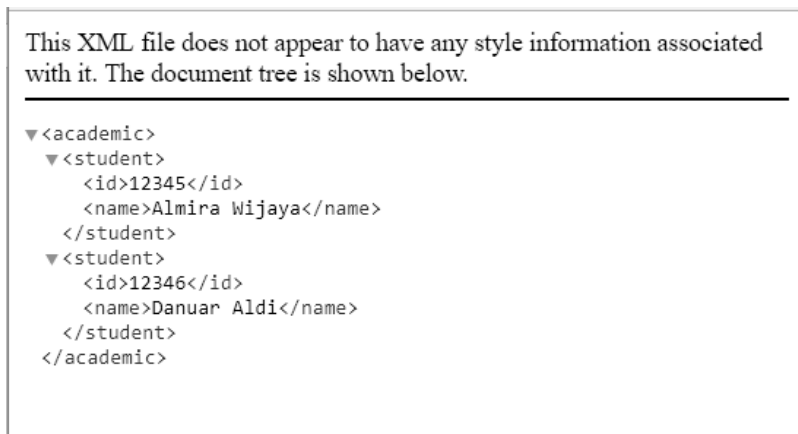 This XML file does not appear to have any style information associated
with it. The document tree is shown below.
▼<academic>
▼<student>
<id>12345</id>
<name>Almira Wijaya</name>
</student>
▼<student>
<id>12346</id>
<name>Danuar Aldi</name>
</student>
</academic>